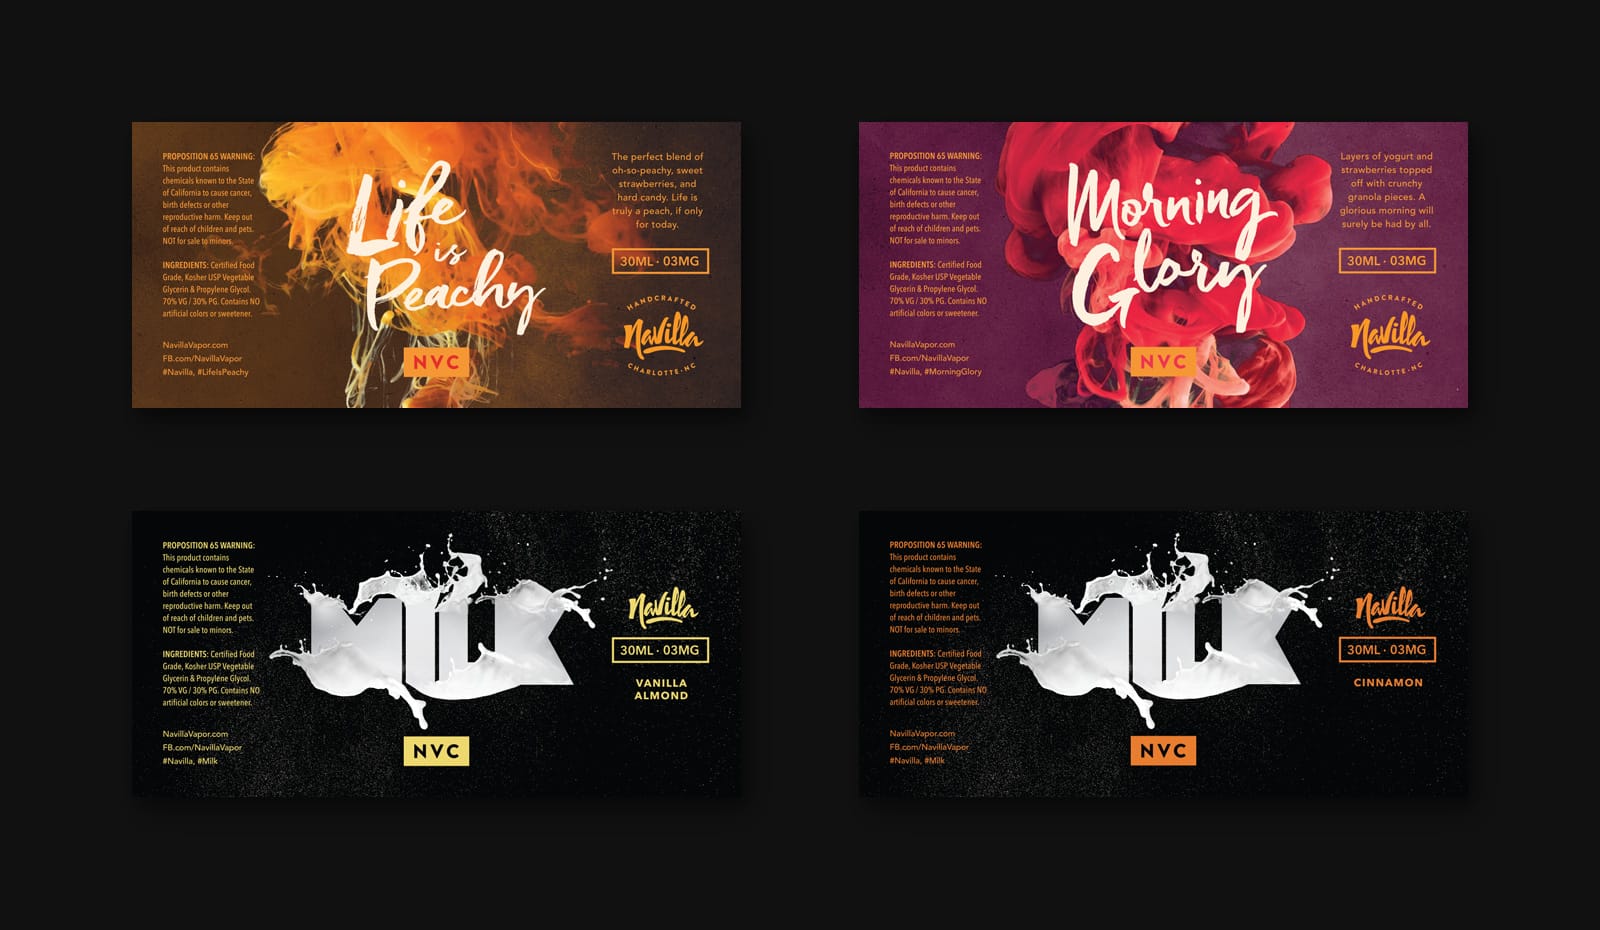 PROPOSITION 65 WARNING:
This product contains
chemicals known to the State
of California to cause cancer,
birth defects or other
reproductive harm. Keep out
of reach of children and pets.
NOT for sale to minors.
INGREDIENTS: Certified Food
Grade, Kosher USP Vegetable
Glycerin & Propylene Glycol.
70% VG / 30% PG. Contains NO
artificial colors or sweetener.
NavillaVapor.com
FB.com/NavillaVapor
#Navilla, #LifeIsPeachy
Life
is
Peachy
NVC
The perfect blend of
oh-so-peachy, sweet
strawberries, and
hard candy. Life is
truly a peach, if only
for today.
30ML · 03MG
HANDCRAFTED
Navilla
CHARLOTTE · NC
PROPOSITION 65 WARNING:
This product contains
chemicals known to the State
of California to cause cancer,
birth defects or other
reproductive harm. Keep out
of reach of children and pets.
NOT for sale to minors.
INGREDIENTS: Certified Food
Grade, Kosher USP Vegetable
Glycerin & Propylene Glycol.
70% VG / 30% PG. Contains NO
artificial colors or sweetener.
NavillaVapor.com
FB.com/NavillaVapor
#Navilla, #MorningGlory
Morning
Glory
NVC
Layers of yogurt and
strawberries topped
off with crunchy
granola pieces. A
glorious morning will
surely be had by all.
30ML · 03MG
HANDCRAFTED
Navilla
CHARLOTTE · NC
PROPOSITION 65 WARNING:
This product contains
chemicals known to the State
of California to cause cancer,
birth defects or other
reproductive harm. Keep out
of reach of children and pets.
NOT for sale to minors.
INGREDIENTS: Certified Food
Grade, Kosher USP Vegetable
Glycerin & Propylene Glycol.
70% VG / 30% PG. Contains NO
artificial colors or sweetener.
NavillaVapor.com
FB.com/NavillaVapor
#Navilla, #Milk
MILK
NVC
Navilla
30ML · 03MG
VANILLA
ALMOND
PROPOSITION 65 WARNING:
This product contains
chemicals known to the State
of California to cause cancer,
birth defects or other
reproductive harm. Keep out
of reach of children and pets.
NOT for sale to minors.
INGREDIENTS: Certified Food
Grade, Kosher USP Vegetable
Glycerin & Propylene Glycol.
70% VG / 30% PG. Contains NO
artificial colors or sweetener.
NavillaVapor.com
FB.com/NavillaVapor
#Navilla, #Milk
MILK
NVC
Navilla
30ML · 03MG
CINNAMON